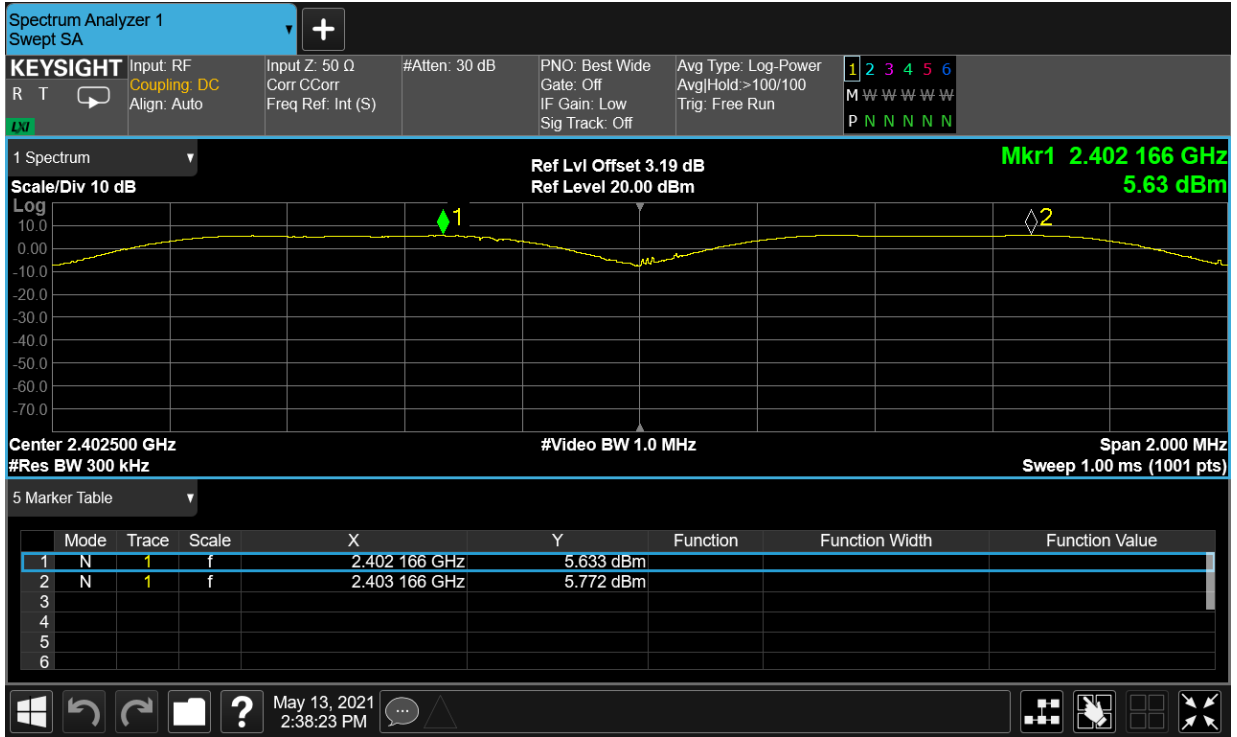 Spectrum Analyzer 1
Swept SA
KEYSIGHT Input: RF Input Z: 50 Ω #Atten: 30 dB PNO: Best Wide Avg Type: Log-Power 1 2 3 4 5 6
R T Coupling: DC Corr CCorr Gate: Off Avg|Hold:>100/100 M W W W W W
Align: Auto Freq Ref: Int (S) IF Gain: Low Trig: Free Run
LXI Sig Track: Off P N N N N N
1 Spectrum Ref Lvl Offset 3.19 dB Mkr1 2.402 166 GHz
Scale/Div 10 dB Ref Level 20.00 dBm 5.63 dBm
Log
1 2
10.0
0.00
-10.0
-20.0
-30.0
-40.0
-50.0
-60.0
-70.0
Center 2.402500 GHz #Video BW 1.0 MHz Span 2.000 MHz
#Res BW 300 kHz Sweep 1.00 ms (1001 pts)
5 Marker Table
Mode Trace Scale X Y Function Function Width Function Value
1 N 1 f 2.402 166 GHz 5.633 dBm
2 N 1 f 2.403 166 GHz 5.772 dBm
3
4
5
6
? May 13, 2021
2:38:23 PM